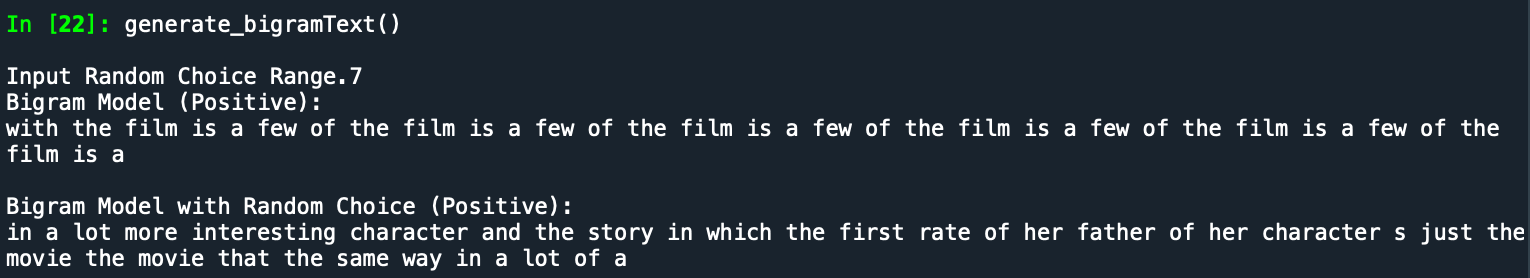 In [22]: generate_bigramText()
Input Random Choice Range.7
Bigram Model (Positive):
with the film is a few of the film is a few of the film is a few of the film is a few of the film is a few of the
film is a
Bigram Model with Random Choice (Positive):
in a lot more interesting character and the story in which the first rate of her father of her character s just the
movie the movie that the same way in a lot of a